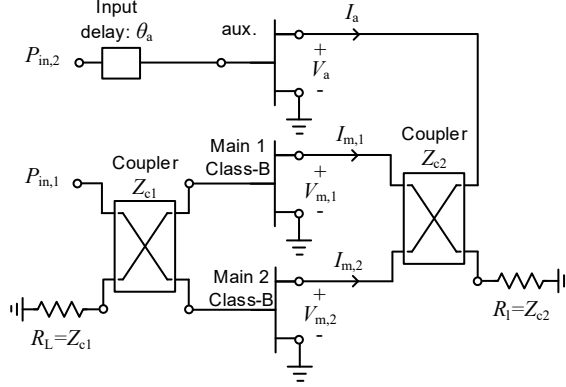 Input
delay: θa
aux.
Ia
Pin,2
+
Va
-
Coupler
Zc1
Main 1
Class-B
Im,1
Coupler
Zc2
Pin,1
+
Vm,1
-
Main 2
Class-B
Im,2
+
Vm,2
-
RL=Zc1
Rl=Zc2